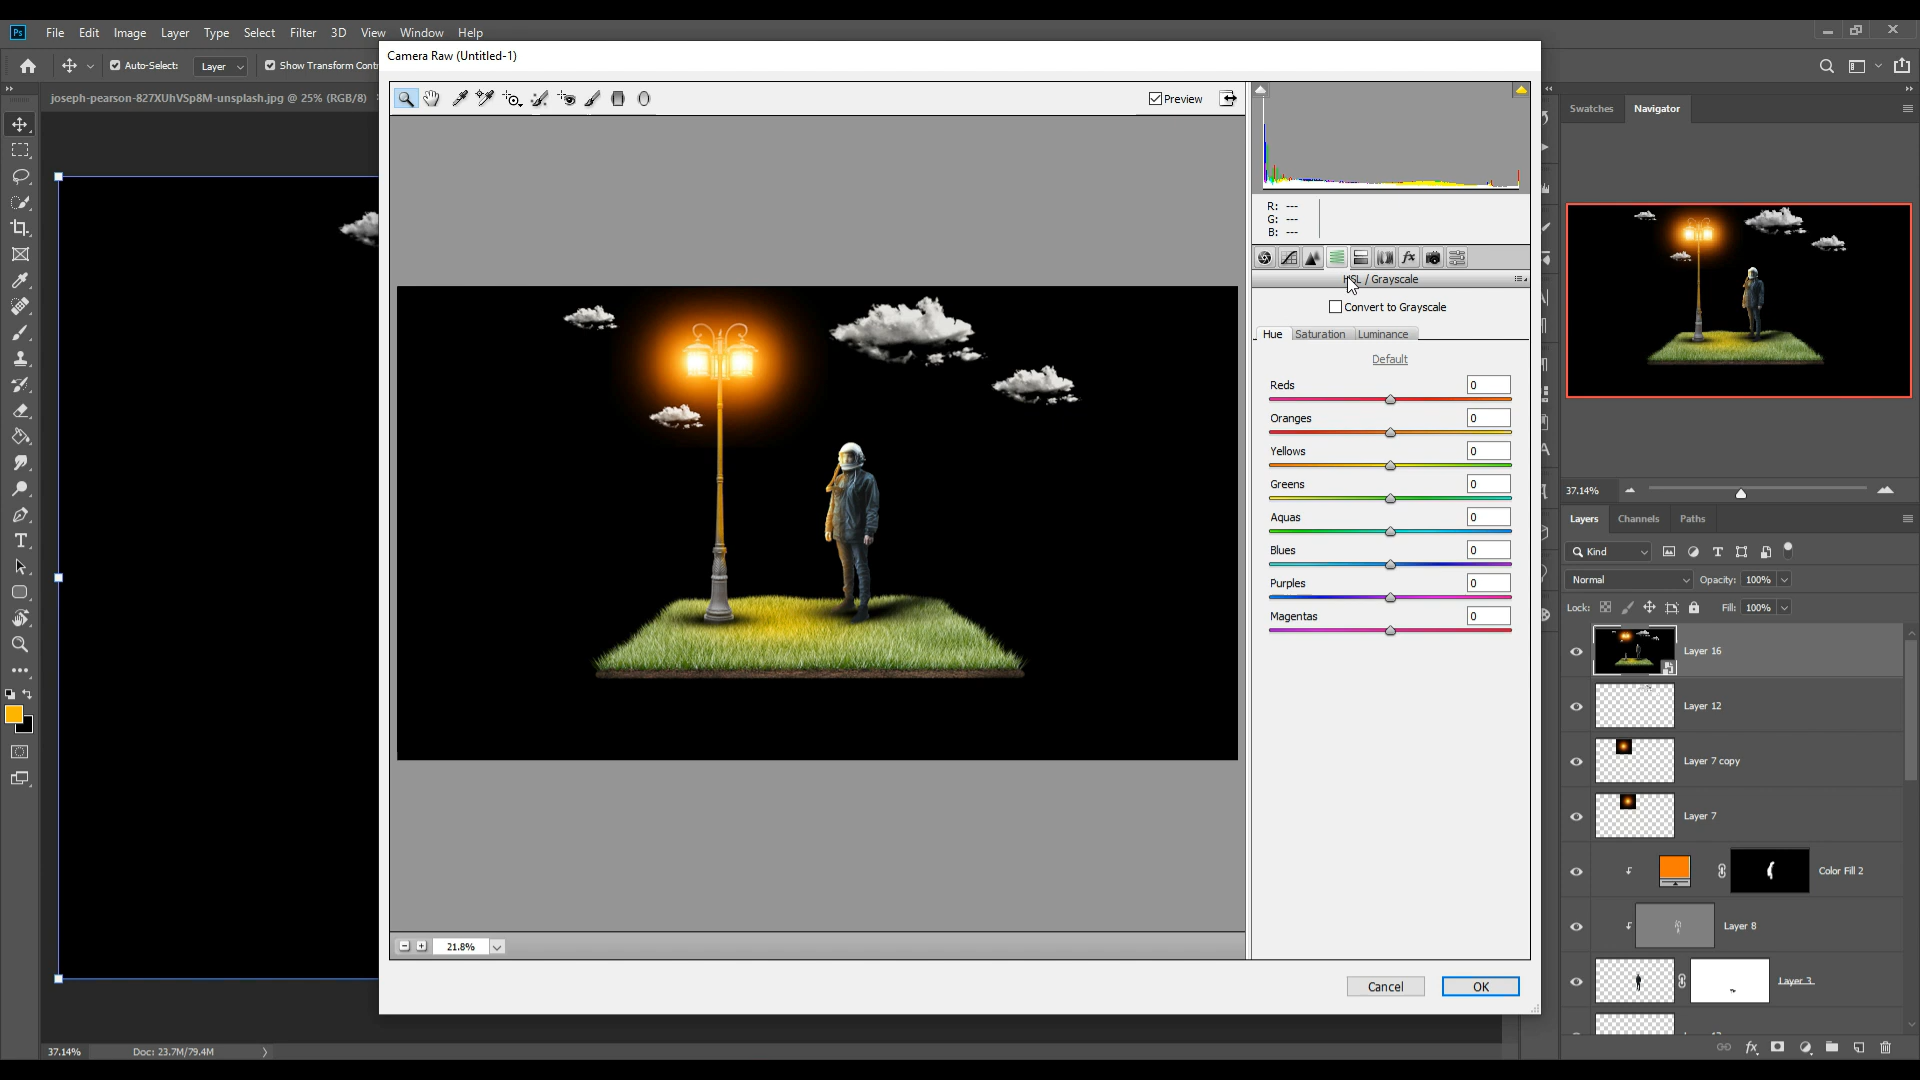 Ps File Edit Image Layer Type Select Filter 3D View Window Help
Auto-Select: Layer Show Transform Cont
joseph-pearson-827XUhVSp8M-unsplash.jpg @ 25% (RGB/8)
Camera Raw (Untitled-1)
Preview
R: ---
G: ---
B: ---
HSL / Grayscale
Convert to Grayscale
Hue Saturation Luminance
Default
Reds 0
Oranges 0
Yellows 0
Greens 0
Aquas 0
Blues 0
Purples 0
Magentas 0
21.8%
Cancel OK
Swatches Navigator
37.14%
Layers Channels Paths
Kind
Normal Opacity: 100%
Lock: Fill: 100%
Layer 16
Layer 12
Layer 7 copy
Layer 7
Color Fill 2
Layer 8
Layer 3
37.14% Doc: 23.7M/79.4M